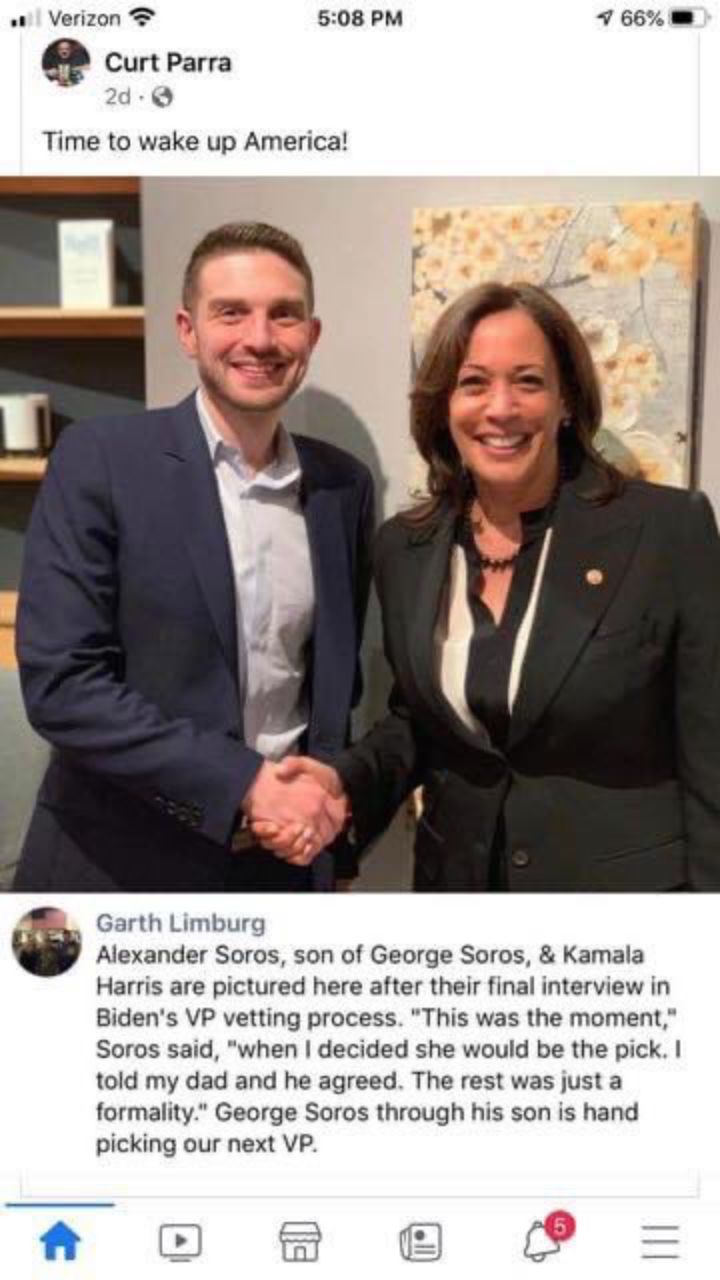 Verizon 5:08 PM 66%
Curt Parra
2d ·
Time to wake up America!
Garth Limburg
Alexander Soros, son of George Soros, & Kamala
Harris are pictured here after their final interview in
Biden's VP vetting process. "This was the moment,"
Soros said, "when I decided she would be the pick. I
told my dad and he agreed. The rest was just a
formality." George Soros through his son is hand
picking our next VP.
5